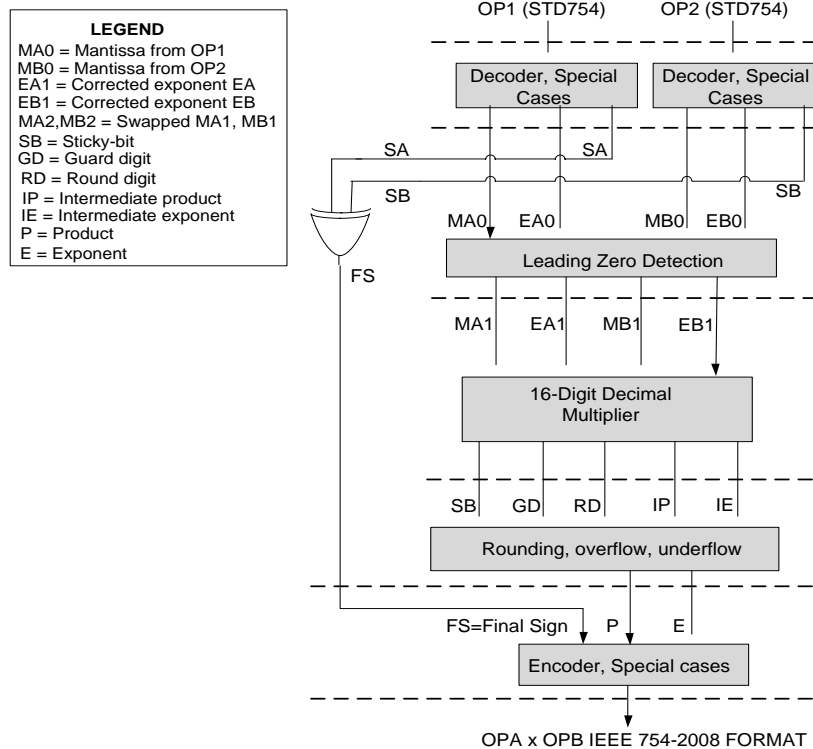 LEGEND
MA0 = Mantissa from OP1
MB0 = Mantissa from OP2
EA1 = Corrected exponent EA
EB1 = Corrected exponent EB
MA2,MB2 = Swapped MA1, MB1
SB = Sticky-bit
GD = Guard digit
RD = Round digit
IP = Intermediate product
IE = Intermediate exponent
P = Product
E = Exponent
OP1 (STD754)
OP2 (STD754)
Decoder, Special
Cases
Decoder, Special
Cases
SA
SA
SB
SB
FS
MA0
EA0
MB0
EB0
Leading Zero Detection
MA1
EA1
MB1
EB1
16-Digit Decimal
Multiplier
SB
GD
RD
IP
IE
Rounding, overflow, underflow
FS=Final Sign
P
E
Encoder, Special cases
OPA x OPB IEEE 754-2008 FORMAT